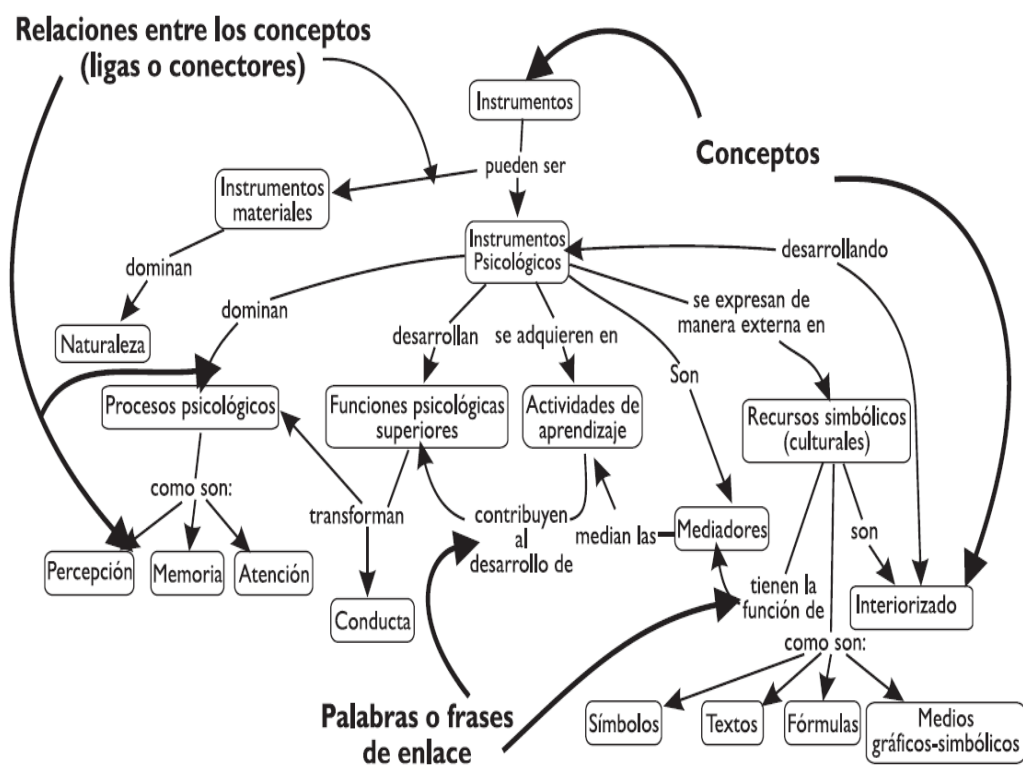 Relaciones entre los conceptos
(ligas o conectores)
Instrumentos
Conceptos
pueden ser
Instrumentos
materiales
Instrumentos
Psicológicos
desarrollando
dominan
dominan
se expresan de
manera externa en
Naturaleza
desarrollan
se adquieren en
Son
Procesos psicológicos
Funciones psicológicas
superiores
Actividades de
aprendizaje
Recursos simbólicos
(culturales)
como son:
transforman
contribuyen
al
desarrollo de
median las
Mediadores
son
Percepción
Memoria
Atención
tienen la
función de
Interiorizado
Conducta
como son:
Palabras o frases
de enlace
Símbolos
Textos
Fórmulas
Medios
gráficos-simbólicos